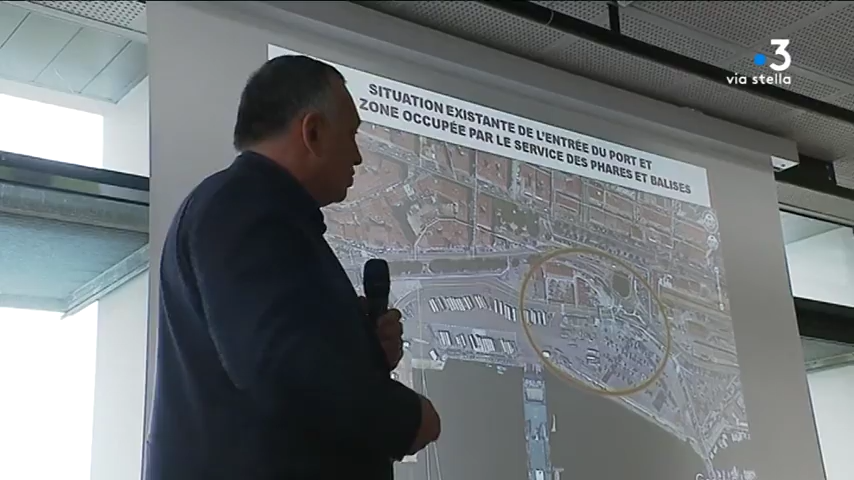 3
via stella
SITUATION EXISTANTE DE L'ENTRÉE DU PORT ET
ZONE OCCUPÉE PAR LE SERVICE DES PHARES ET BALISES